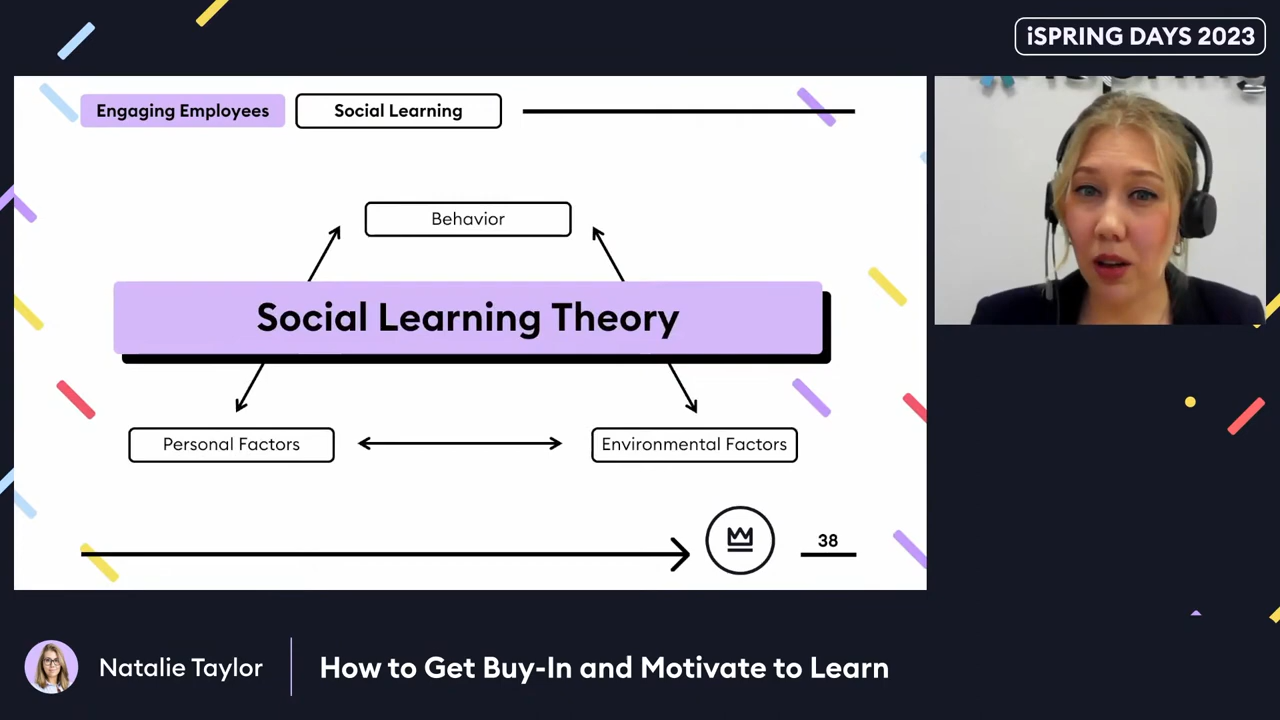 iSPRING DAYS 2023
Engaging Employees
Social Learning
Behavior
Social Learning Theory
Personal Factors
Environmental Factors
38
Natalie Taylor
How to Get Buy-In and Motivate to Learn